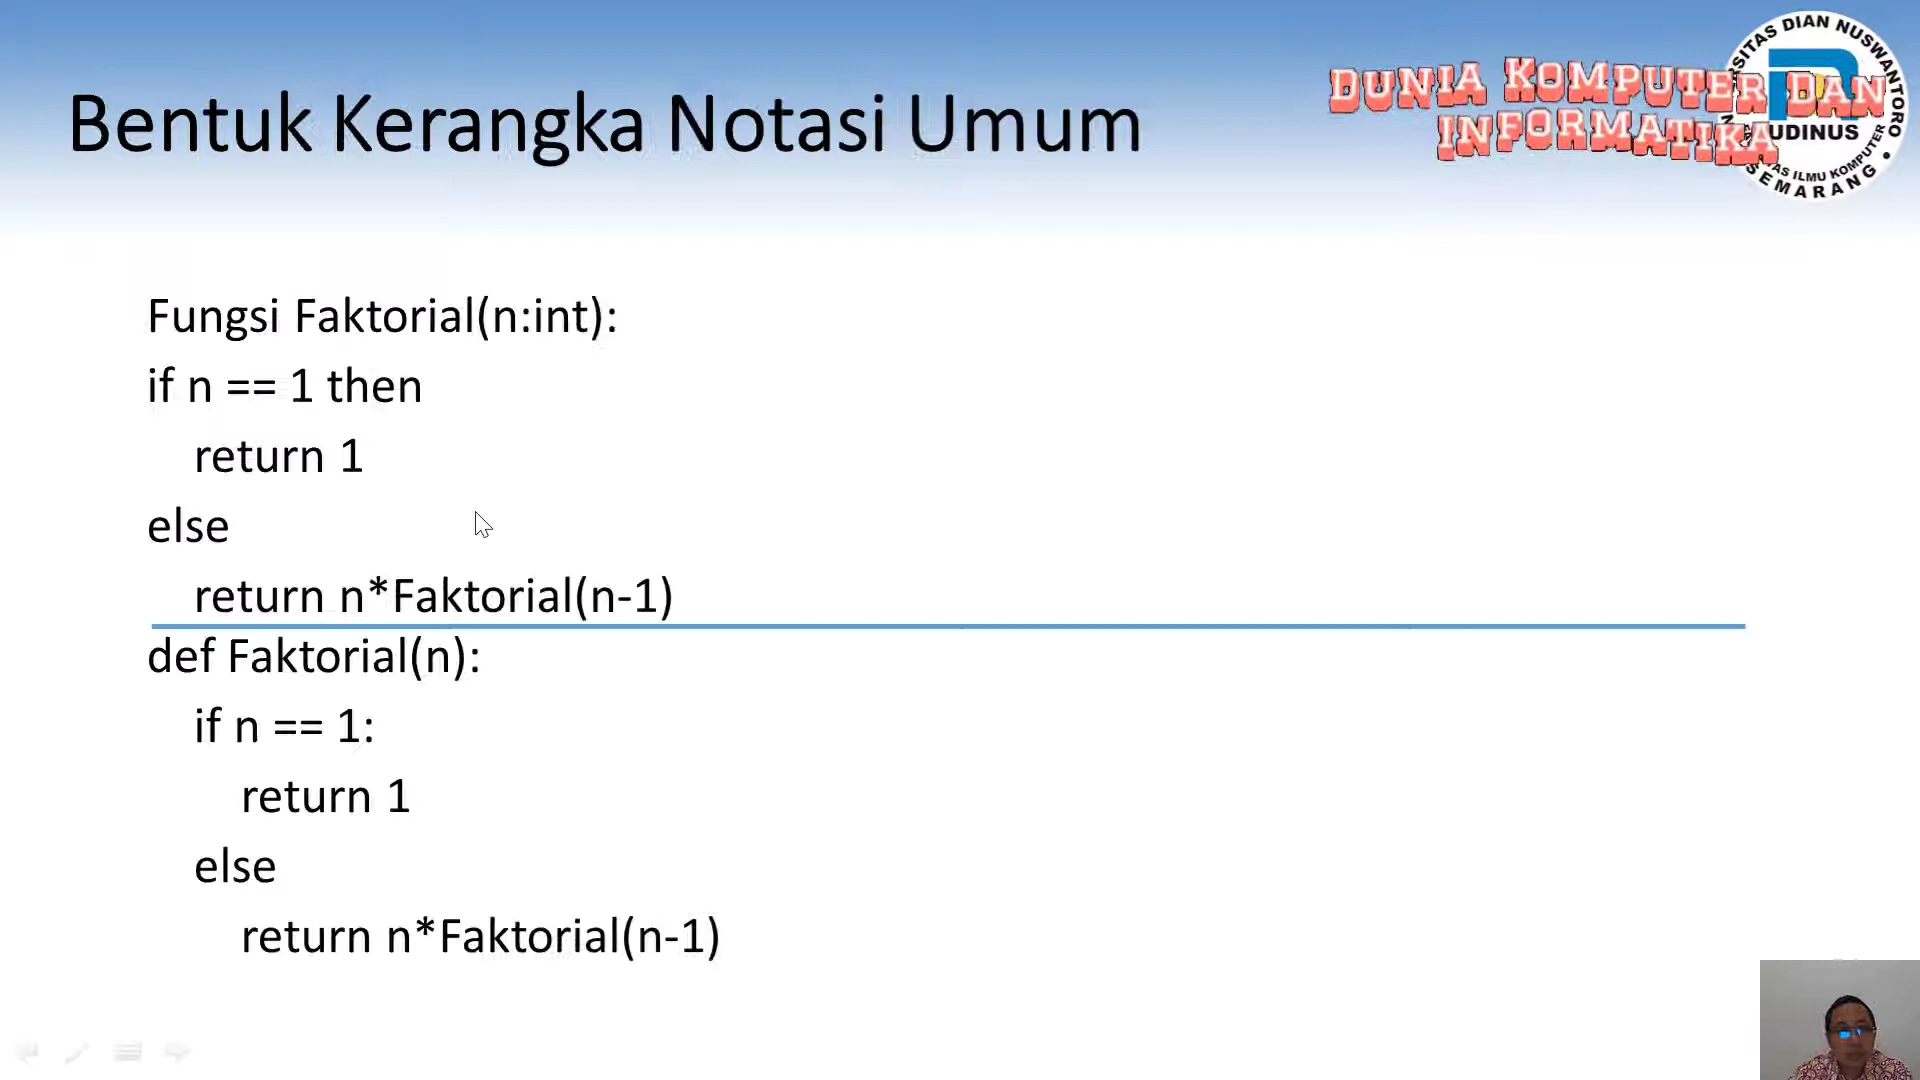 Bentuk Kerangka Notasi Umum
DUNIA KOMPUTER DAN
INFORMATIKA
UDINUS
SEMARANG
Fungsi Faktorial(n:int):
if n == 1 then
return 1
else
return n*Faktorial(n-1)
def Faktorial(n):
if n == 1:
return 1
else
return n*Faktorial(n-1)